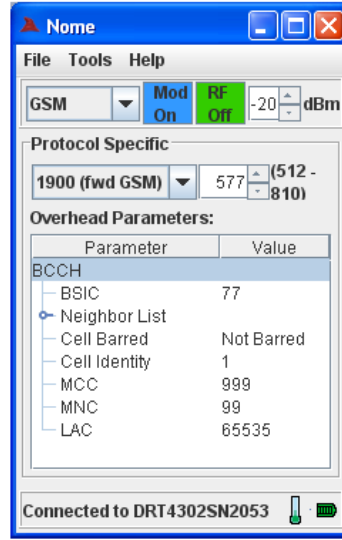 Nome
File Tools Help
GSM Mod On RF Off -20 dBm
Protocol Specific
1900 (fwd GSM) 577 (512 - 810)
Overhead Parameters:
Parameter Value
BCCH
BSIC 77
Neighbor List
Cell Barred Not Barred
Cell Identity 1
MCC 999
MNC 99
LAC 65535
Connected to DRT4302SN2053